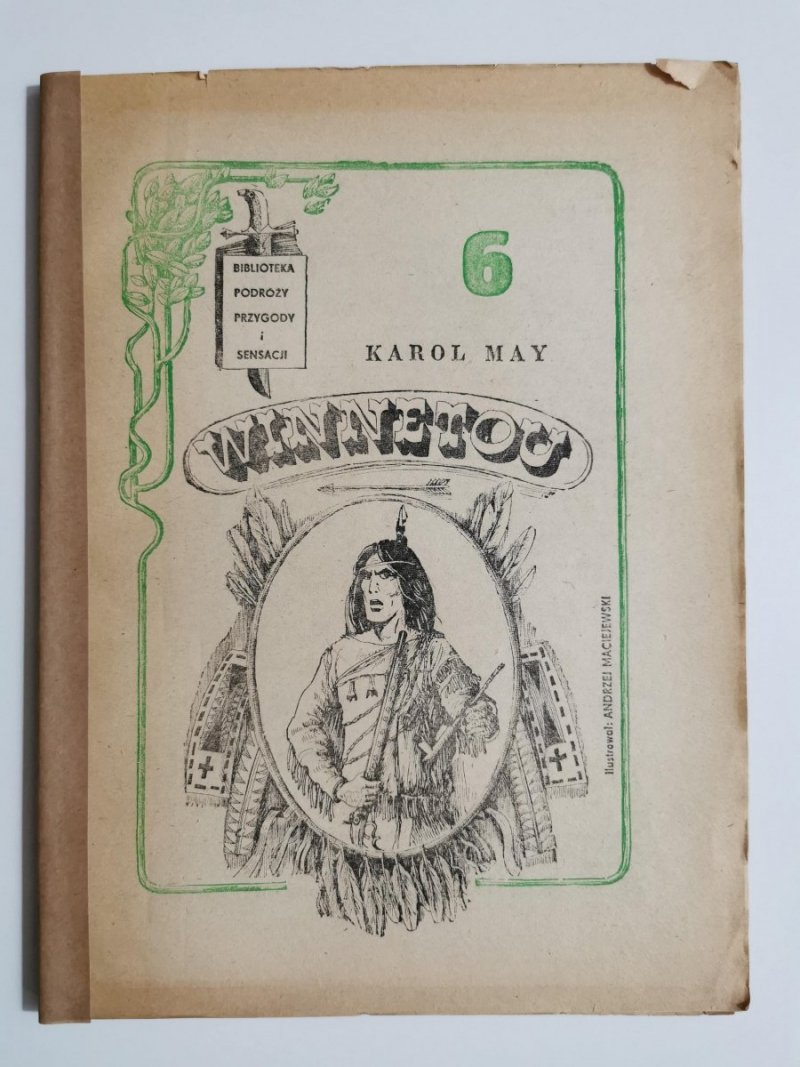 BIBLIOTEKA
PODRÓŻY
PRZYGODY
i
SENSACJI
6
KAROL MAY
WINNETOU
Ilustrował: ANDRZEJ MACIEJEWSKI